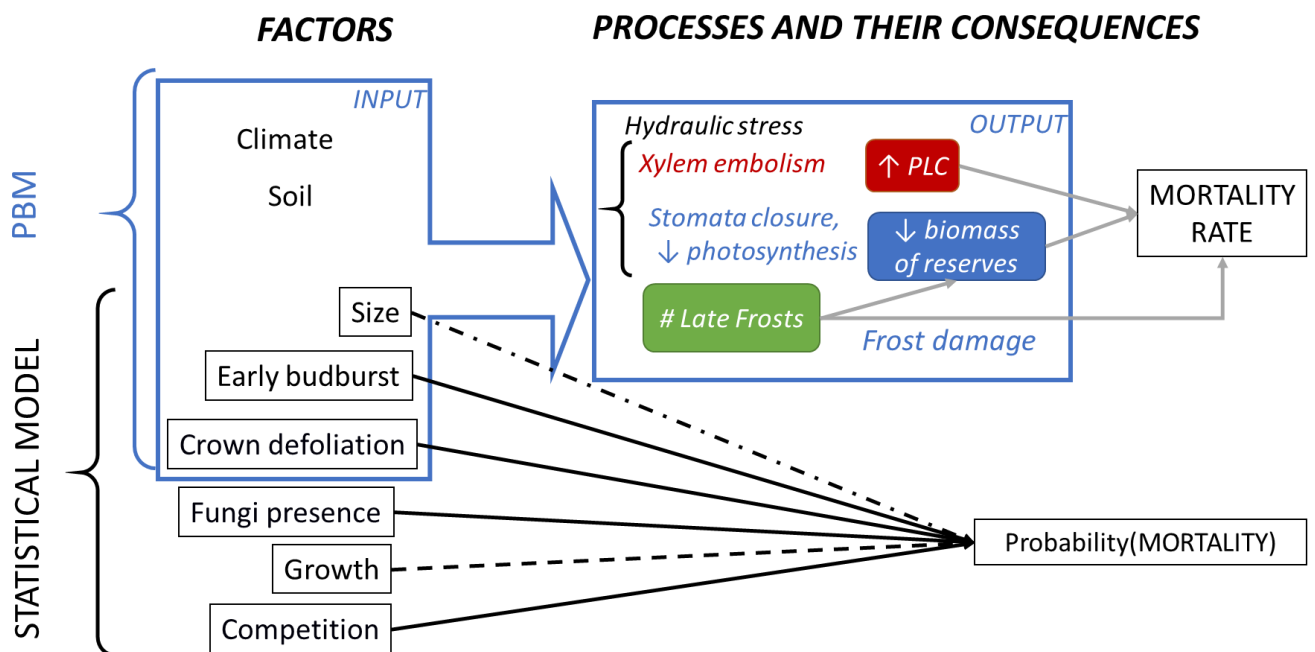 FACTORS
PROCESSES AND THEIR CONSEQUENCES
PBM
STATISTICAL MODEL
INPUT
Climate
Soil
Size
Early budburst
Crown defoliation
Fungi presence
Growth
Competition
OUTPUT
Hydraulic stress
Xylem embolism
↑ PLC
Stomata closure,
↓ photosynthesis
↓ biomass
of reserves
# Late Frosts
Frost damage
MORTALITY
RATE
Probability(MORTALITY)